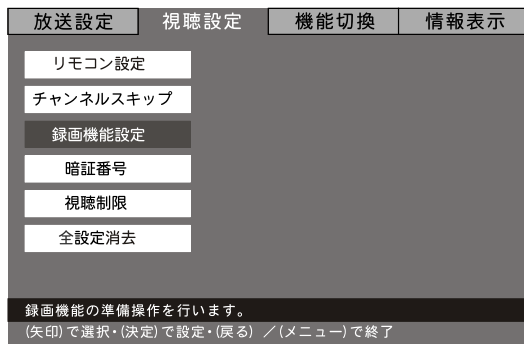 放送設定 視聴設定 機能切換 情報表示
リモコン設定
チャンネルスキップ
録画機能設定
暗証番号
視聴制限
全設定消去
録画機能の準備操作を行います。
(矢印)で選択・(決定)で設定・(戻る) /(メニュー)で終了